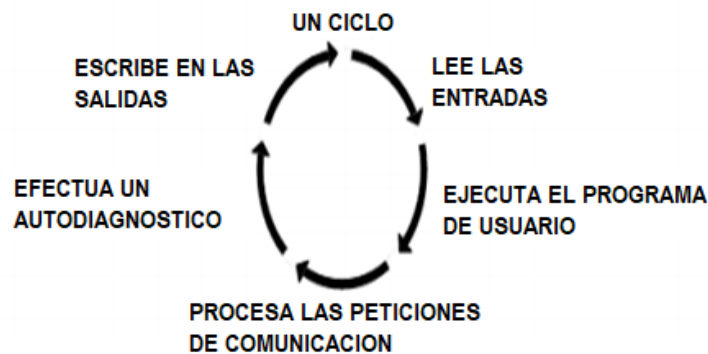 UN CICLO
LEE LAS
ENTRADAS
EJECUTA EL PROGRAMA
DE USUARIO
PROCESA LAS PETICIONES
DE COMUNICACION
EFECTUA UN
AUTODIAGNOSTICO
ESCRIBE EN LAS
SALIDAS